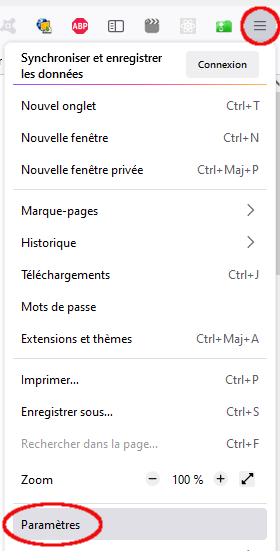 ABP
Synchroniser et enregistrer
les données
Connexion
Nouvel onglet Ctrl+T
Nouvelle fenêtre Ctrl+N
Nouvelle fenêtre privée Ctrl+Maj+P
Marque-pages
Historique
Téléchargements Ctrl+J
Mots de passe
Extensions et thèmes Ctrl+Maj+A
Imprimer... Ctrl+P
Enregistrer sous... Ctrl+S
Rechercher dans la page... Ctrl+F
Zoom − 100 % +
Paramètres